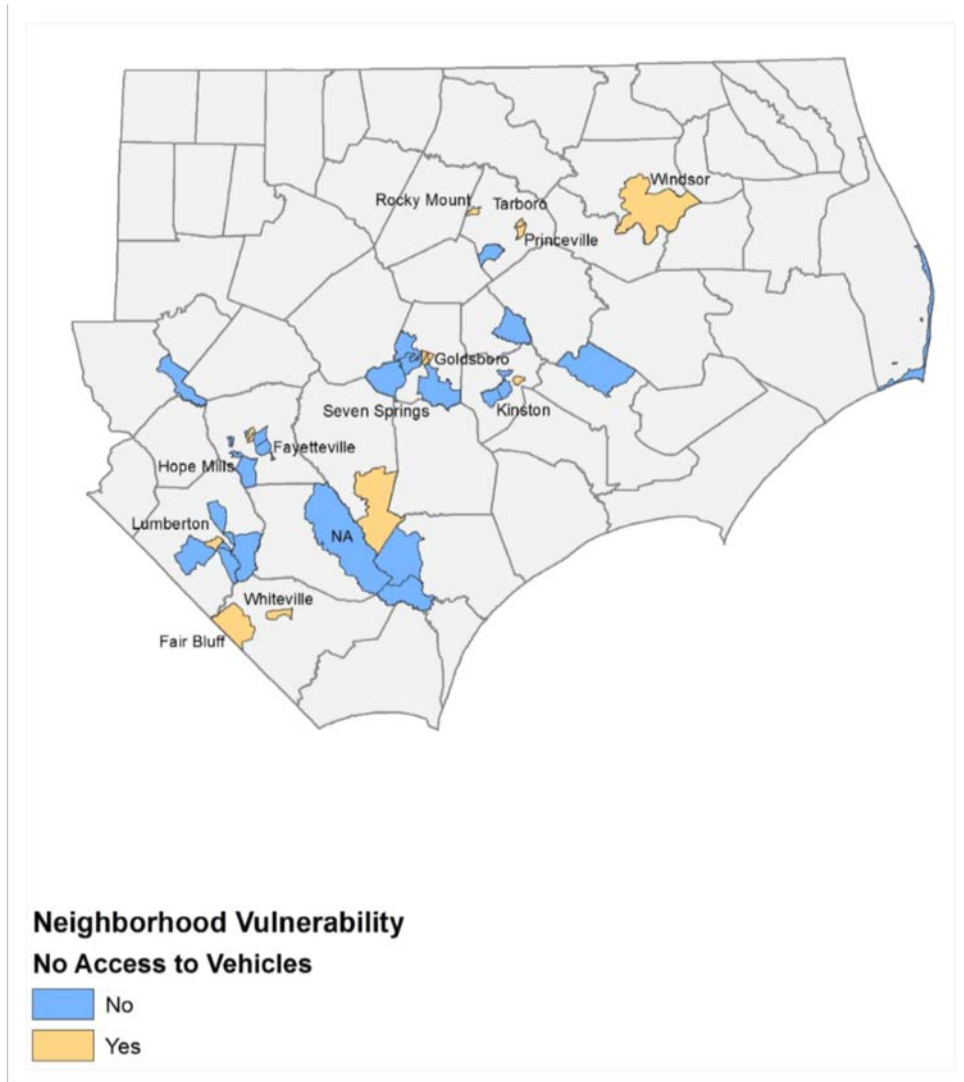 Windsor
Rocky Mount
Tarboro
Princeville
Goldsboro
Seven Springs
Kinston
Fayetteville
Hope Mills
Lumberton
NA
Whiteville
Fair Bluff
Neighborhood Vulnerability
No Access to Vehicles
No
Yes